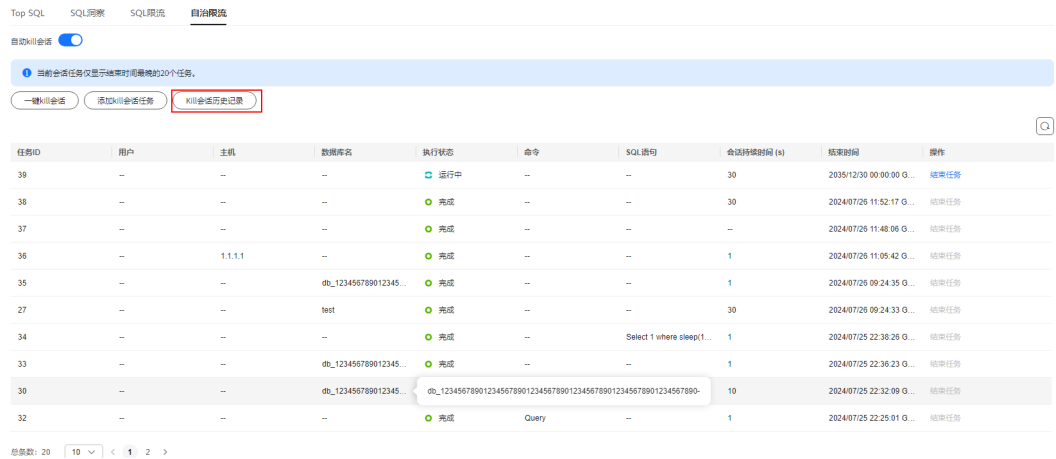 Top SQL SQL洞察 SQL限流 自治限流
自动kill会话
当前会话任务仅显示结束时间最晚的20个任务。
一键kill会话 添加kill会话任务 Kill会话历史记录
任务ID 用户 主机 数据库名 执行状态 命令 SQL语句 会话持续时间 (s) 结束时间 操作
39 -- -- -- 运行中 -- -- 30 2035/12/30 00:00:00 G... 结束任务
38 -- -- -- 完成 -- -- 30 2024/07/26 11:52:17 G... 结束任务
37 -- -- -- 完成 -- -- -- 2024/07/26 11:48:06 G... 结束任务
36 -- 1.1.1.1 -- 完成 -- -- 1 2024/07/26 11:05:42 G... 结束任务
35 -- -- db_123456789012345... 完成 -- -- 1 2024/07/26 09:24:35 G... 结束任务
27 -- -- test 完成 -- -- 30 2024/07/26 09:24:33 G... 结束任务
34 -- -- -- 完成 -- Select 1 where sleep(1... 1 2024/07/25 22:38:26 G... 结束任务
33 -- -- db_123456789012345... 完成 -- -- 1 2024/07/25 22:36:23 G... 结束任务
30 -- -- db_123456789012345... db_123456789012345678901234567890123456789012345678901234567890- 10 2024/07/25 22:32:09 G... 结束任务
32 -- -- -- 完成 Query -- 1 2024/07/25 22:25:01 G... 结束任务
总条数: 20 10 < 1 2 >